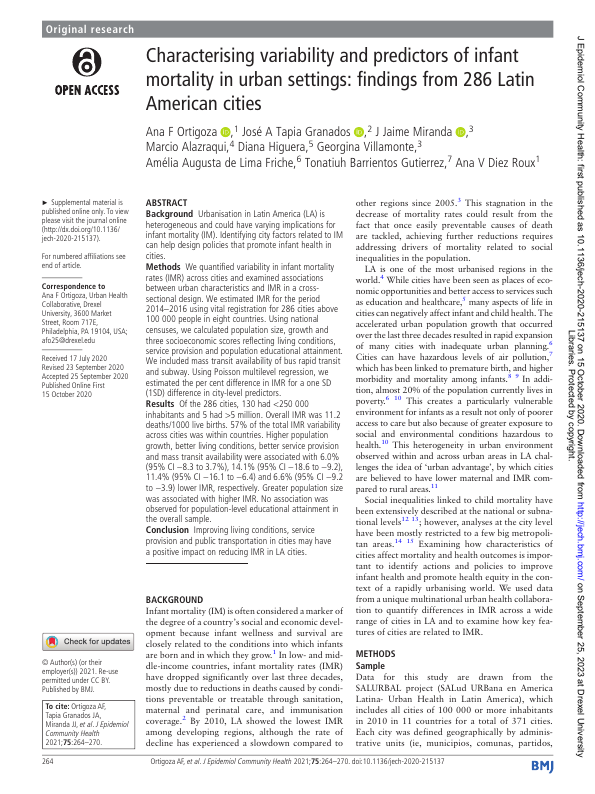 Original research
OPEN ACCESS
Characterising variability and predictors of infant
mortality in urban settings: findings from 286 Latin
American cities
Ana F Ortigoza ,1 José A Tapia Granados ,2 J Jaime Miranda ,3
Marcio Alazraqui,4 Diana Higuera,5 Georgina Villamonte,3
Amélia Augusta de Lima Friche,6 Tonatiuh Barrientos Gutierrez,7 Ana V Diez Roux1
► Supplemental material is
published online only. To view
please visit the journal online
(http://dx.doi.org/10.1136/
jech-2020-215137).
For numbered affiliations see
end of article.
Correspondence to
Ana F Ortigoza, Urban Health
Collaborative, Drexel
University, 3600 Market
Street, Room 717E,
Philadelphia, PA 19104, USA;
afo25@drexel.edu
Received 17 July 2020
Revised 23 September 2020
Accepted 25 September 2020
Published Online First
15 October 2020
Check for updates
© Author(s) (or their
employer(s)) 2021. Re-use
permitted under CC BY.
Published by BMJ.
To cite: Ortigoza AF,
Tapia Granados JA,
Miranda JJ, et al. J Epidemiol
Community Health
2021;75:264–270.
ABSTRACT
Background Urbanisation in Latin America (LA) is
heterogeneous and could have varying implications for
infant mortality (IM). Identifying city factors related to IM
can help design policies that promote infant health in
cities.
Methods We quantified variability in infant mortality
rates (IMR) across cities and examined associations
between urban characteristics and IMR in a cross-
sectional design. We estimated IMR for the period
2014–2016 using vital registration for 286 cities above
100 000 people in eight countries. Using national
censuses, we calculated population size, growth and
three socioeconomic scores reflecting living conditions,
service provision and population educational attainment.
We included mass transit availability of bus rapid transit
and subway. Using Poisson multilevel regression, we
estimated the per cent difference in IMR for a one SD
(1SD) difference in city-level predictors.
Results Of the 286 cities, 130 had <250 000
inhabitants and 5 had >5 million. Overall IMR was 11.2
deaths/1000 live births. 57% of the total IMR variability
across cities was within countries. Higher population
growth, better living conditions, better service provision
and mass transit availability were associated with 6.0%
(95% CI −8.3 to 3.7%), 14.1% (95% CI −18.6 to −9.2),
11.4% (95% CI −16.1 to −6.4) and 6.6% (95% CI −9.2
to −3.9) lower IMR, respectively. Greater population size
was associated with higher IMR. No association was
observed for population-level educational attainment in
the overall sample.
Conclusion Improving living conditions, service
provision and public transportation in cities may have
a positive impact on reducing IMR in LA cities.
BACKGROUND
Infant mortality (IM) is often considered a marker of
the degree of a country's social and economic devel-
opment because infant wellness and survival are
closely related to the conditions into which infants
are born and in which they grow.1 In low- and mid-
dle-income countries, infant mortality rates (IMR)
have dropped significantly over last three decades,
mostly due to reductions in deaths caused by condi-
tions preventable or treatable through sanitation,
maternal and perinatal care, and immunisation
coverage.2 By 2010, LA showed the lowest IMR
among developing regions, although the rate of
decline has experienced a slowdown compared to
other regions since 2005.3 This stagnation in the
decrease of mortality rates could result from the
fact that once easily preventable causes of death
are tackled, achieving further reductions requires
addressing drivers of mortality related to social
inequalities in the population.
LA is one of the most urbanised regions in the
world.4 While cities have been seen as places of eco-
nomic opportunities and better access to services such
as education and healthcare,5 many aspects of life in
cities can negatively affect infant and child health. The
accelerated urban population growth that occurred
over the last three decades resulted in rapid expansion
of many cities with inadequate urban planning.6
Cities can have hazardous levels of air pollution,7
which has been linked to premature birth, and higher
morbidity and mortality among infants.8 9 In addi-
tion, almost 20% of the population currently lives in
poverty.6 10 This creates a particularly vulnerable
environment for infants as a result not only of poorer
access to care but also because of greater exposure to
social and environmental conditions hazardous to
health.10 This heterogeneity in urban environment
observed within and across urban areas in LA chal-
lenges the idea of 'urban advantage', by which cities
are believed to have lower maternal and IMR com-
pared to rural areas.11
Social inequalities linked to child mortality have
been extensively described at the national or subna-
tional levels12 13; however, analyses at the city level
have been mostly restricted to a few big metropoli-
tan areas.14 15 Examining how characteristics of
cities affect mortality and health outcomes is impor-
tant to identify actions and policies to improve
infant health and promote health equity in the con-
text of a rapidly urbanising world. We used data
from a unique multinational urban health collabora-
tion to quantify differences in IMR across a wide
range of cities in LA and to examine how key fea-
tures of cities are related to IMR.
METHODS
Sample
Data for this study are drawn from the
SALURBAL project (SALud URBana en America
Latina- Urban Health in Latin America), which
includes all cities of 100 000 or more inhabitants
in 2010 in 11 countries for a total of 371 cities.
Each city was defined geographically by adminis-
trative units (ie, municipios, comunas, partidos,
264
Ortigoza AF, et al. J Epidemiol Community Health 2021;75:264–270. doi:10.1136/jech-2020-215137
BMJ
J Epidemiol Community Health: first published as 10.1136/jech-2020-215137 on 15 October 2020. Downloaded from http://jech.bmj.com/ on September 25, 2023 at Drexel University
Libraries. Protected by copyright.